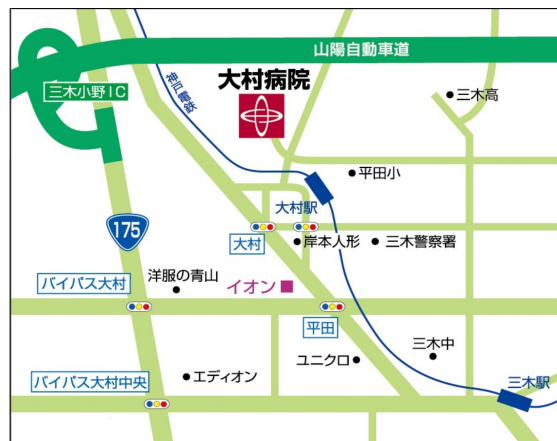 山陽自動車道
大村病院
三木小野IC
神戸電鉄
三木高
平田小
大村駅
175
大村
岸本人形
三木警察署
洋服の青山
バイパス大村
イオン
平田
ユニクロ
三木中
エディオン
バイパス大村中央
三木駅